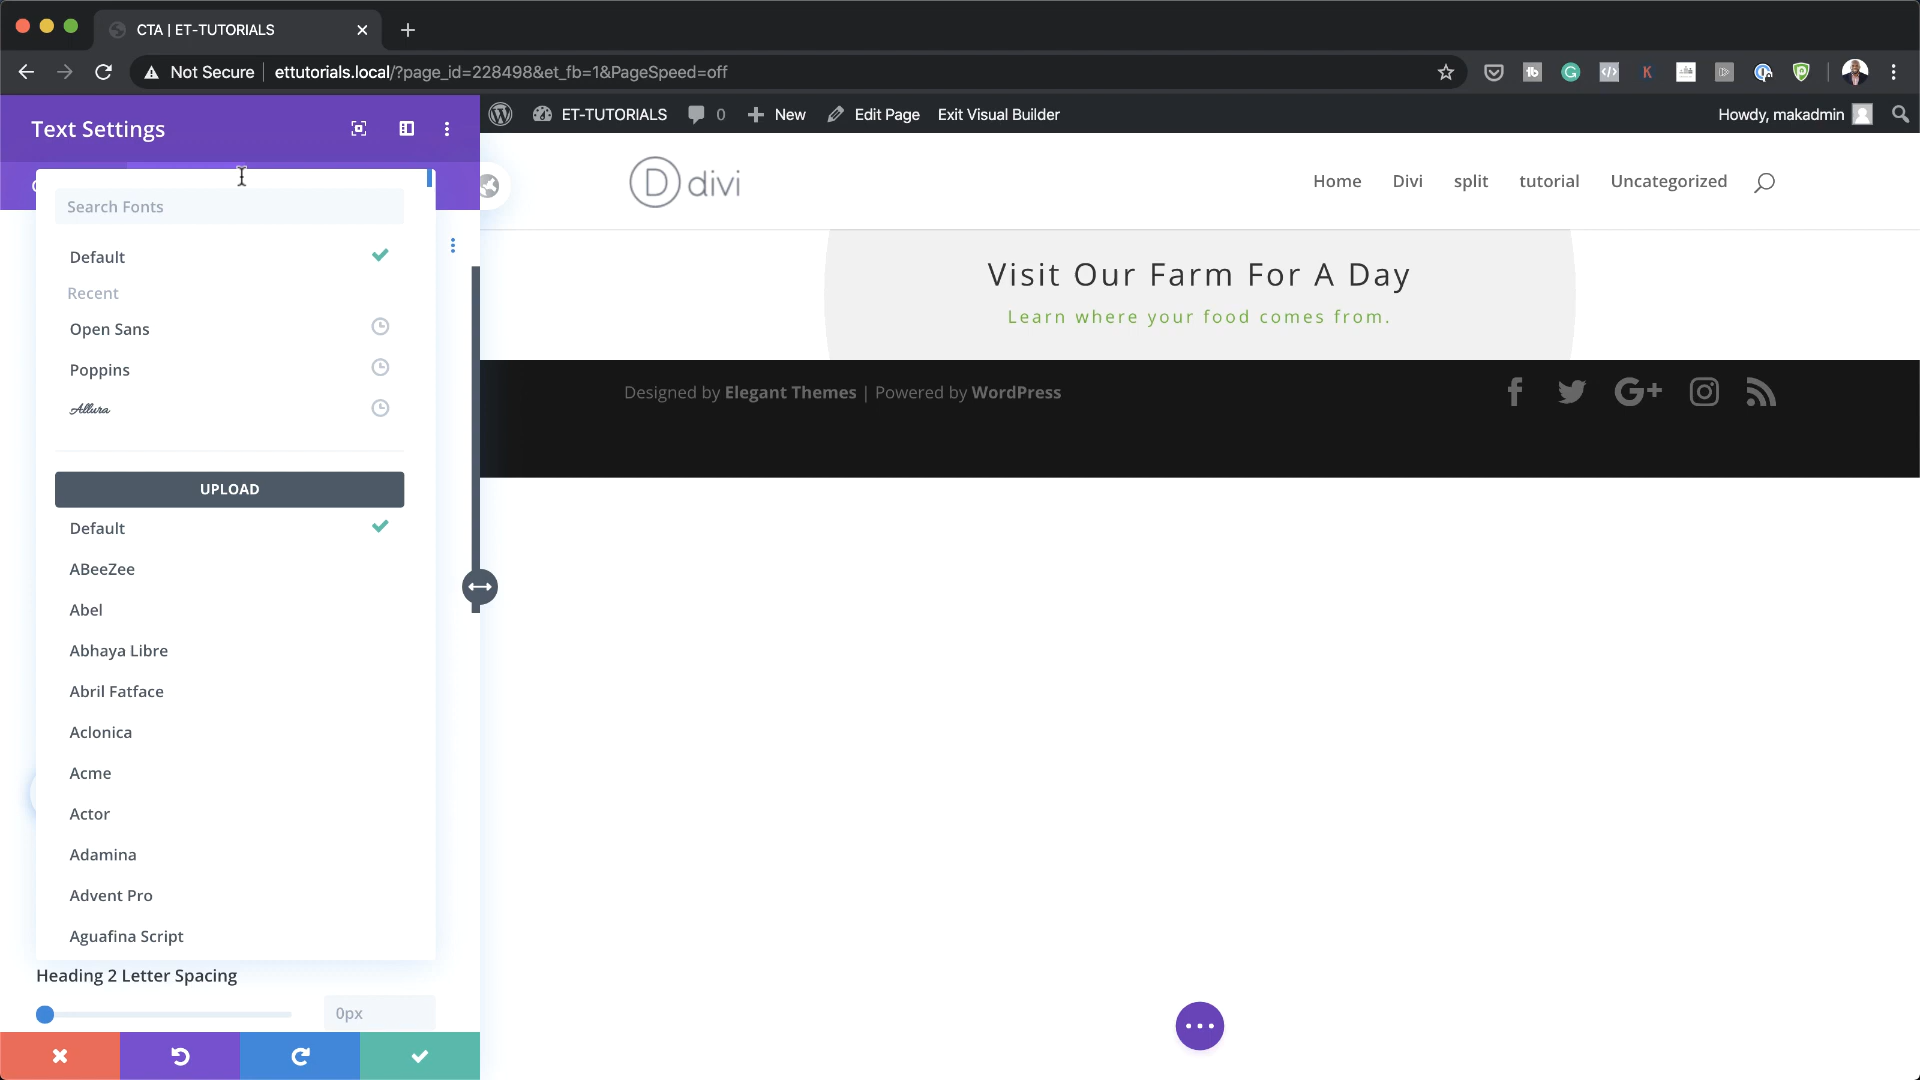 CTA | ET-TUTORIALS
Not Secure
ettutorials.local/?page_id=228498&et_fb=1&PageSpeed=off
Text Settings
ET-TUTORIALS
0
New
Edit Page
Exit Visual Builder
Howdy, makadmin
Search Fonts
Default
Recent
Open Sans
Poppins
Allura
UPLOAD
Default
ABeeZee
Abel
Abhaya Libre
Abril Fatface
Aclonica
Acme
Actor
Adamina
Advent Pro
Aguafina Script
Heading 2 Letter Spacing
0px
D divi
Home
Divi
split
tutorial
Uncategorized
Visit Our Farm For A Day
Learn where your food comes from.
Designed by Elegant Themes | Powered by WordPress